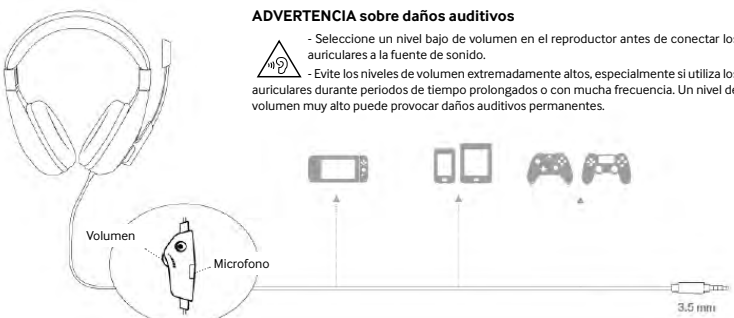 ADVERTENCIA sobre daños auditivos
- Seleccione un nivel bajo de volumen en el reproductor antes de conectar los
auriculares a la fuente de sonido.
- Evite los niveles de volumen extremadamente altos, especialmente si utiliza los
auriculares durante periodos de tiempo prolongados o con mucha frecuencia. Un nivel de
volumen muy alto puede provocar daños auditivos permanentes.
Volumen
Microfono
3.5 mm